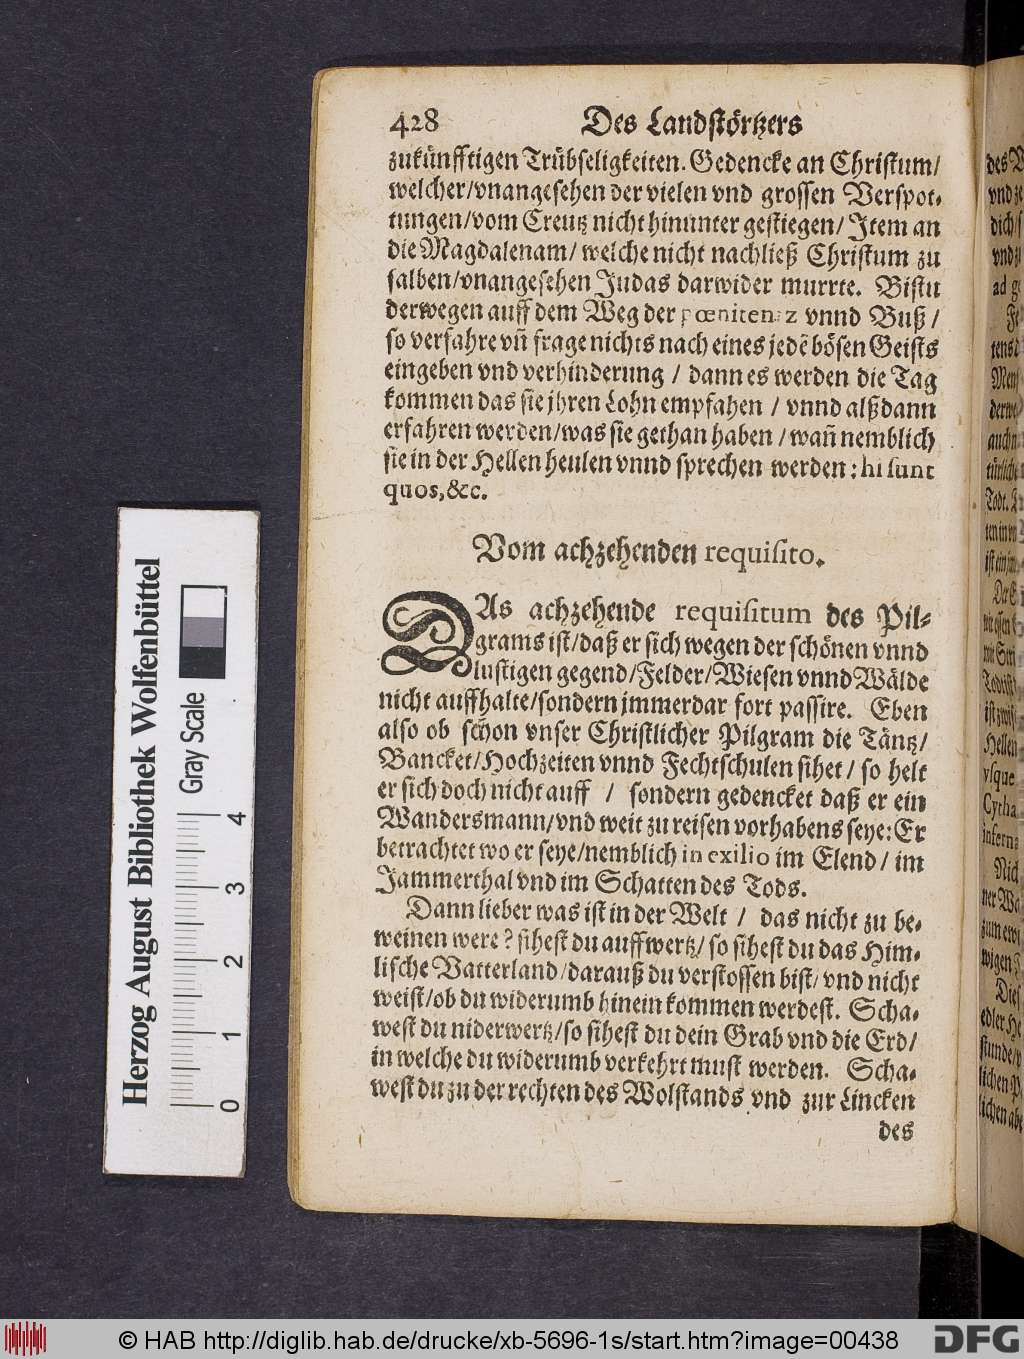 428 Des Landstörtzers
zukünfftigen Trübseligkeiten. Gedencke an Christum/
welcher/vnangesehen der vielen vnd grossen Verspot-
tungen/vom Creutz nicht hinunter gestiegen/ Item an
die Magdalenam/ welche nicht nachließ Christum zu
salben/vnangesehen Judas darwider murrte. Bistu
derwegen auff dem Weg der pœnitentz vnnd Buß /
so verfahre vñ frage nichts nach eines jedẽ bösen Geists
eingeben vnd verhinderung / dann es werden die Tag
kommen das sie jhren Lohn empfahen / vnnd alßdann
erfahren werden/was sie gethan haben / wañ nemblich
sie in der Hellen heulen vnnd sprechen werden : hi sunt
quos, &c.
Vom achzehenden requisito.
DAs achzehende requisitum des Pil-
grams ist/daß er sich wegen der schönen vnnd
lustigen gegend/Felder/Wiesen vnnd Wälde
nicht auffhalte/sondern jmmerdar fort passire. Eben
also ob schon vnser Christlicher Pilgram die Täntz/
Bancket/Hochzeiten vnnd Fechtschulen sihet / so helt
er sich doch nicht auff / sondern gedencket daß er ein
Wandersmann/vnd weit zu reisen vorhabens seye: Er
betrachtet wo er seye/nemblich in exilio im Elend / im
Jammerthal vnd im Schatten des Tods.
Dann lieber was ist in der Welt / das nicht zu be-
weinen were ? sihest du auffwertz/ so sihest du das Him-
lische Vatterland/darauß du verstossen bist/ vnd nicht
weist/ob du widerumb hinein kommen werdest. Scha-
west du niderwertz/so sihest du dein Grab vnd die Erd/
in welche du widerumb verkehrt must werden. Scha-
west du zu der rechten des Wolstands vnd zur Lincken
des
Herzog August Bibliothek Wolfenbüttel
Gray Scale
0 1 2 3 4
© HAB http://diglib.hab.de/drucke/xb-5696-1s/start.htm?image=00438
DFG